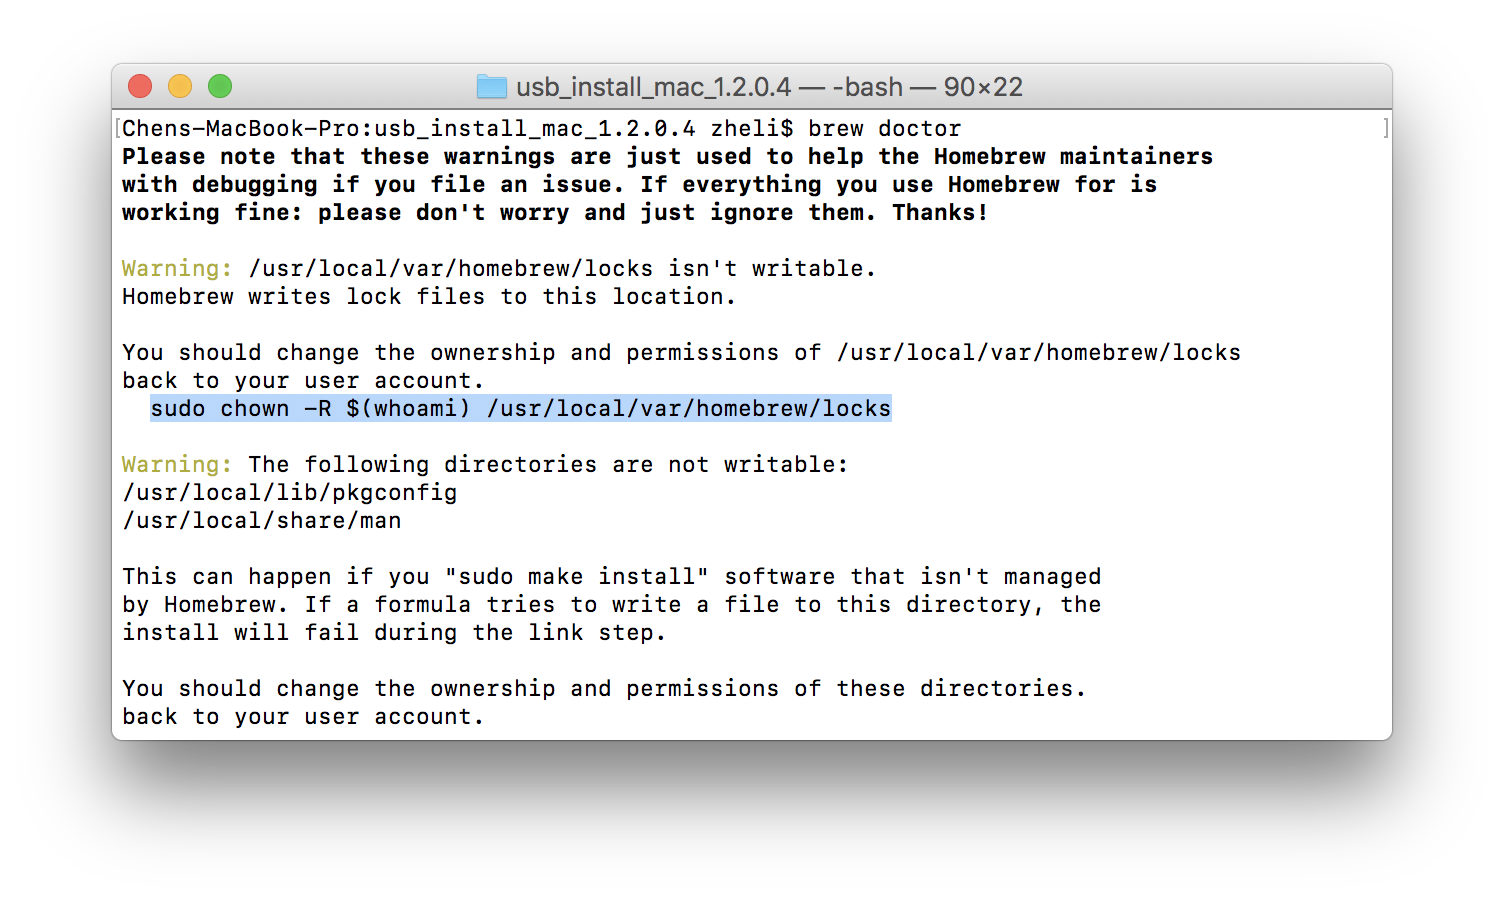 usb_install_mac_1.2.0.4 — -bash — 90×22
[Chens-MacBook-Pro:usb_install_mac_1.2.0.4 zheli$ brew doctor ]
Please note that these warnings are just used to help the Homebrew maintainers
with debugging if you file an issue. If everything you use Homebrew for is
working fine: please don't worry and just ignore them. Thanks!
Warning: /usr/local/var/homebrew/locks isn't writable.
Homebrew writes lock files to this location.
You should change the ownership and permissions of /usr/local/var/homebrew/locks
back to your user account.
sudo chown -R $(whoami) /usr/local/var/homebrew/locks
Warning: The following directories are not writable:
/usr/local/lib/pkgconfig
/usr/local/share/man
This can happen if you "sudo make install" software that isn't managed
by Homebrew. If a formula tries to write a file to this directory, the
install will fail during the link step.
You should change the ownership and permissions of these directories.
back to your user account.